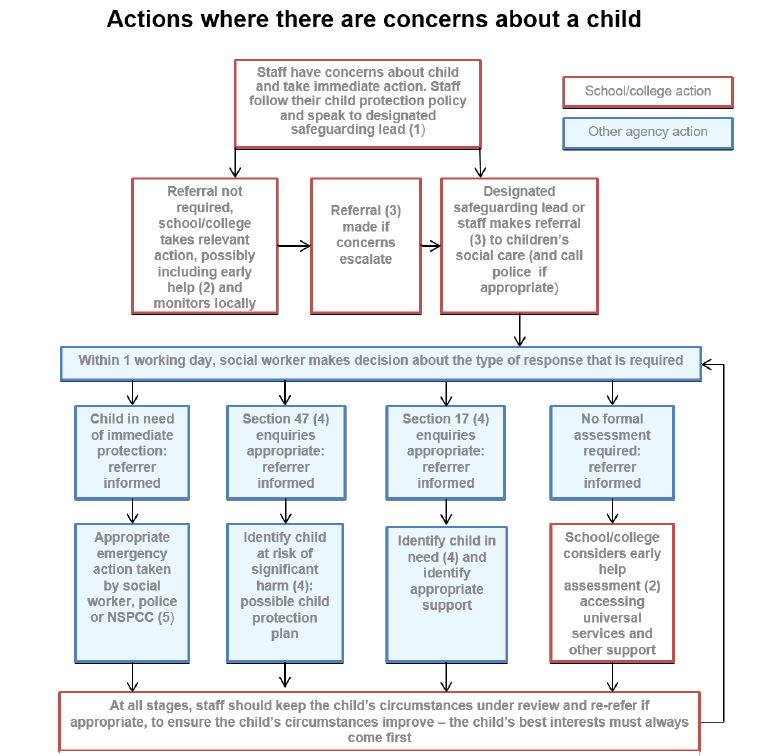 Actions where there are concerns about a child
Staff have concerns about child
and take immediate action. Staff
follow their child protection policy
and speak to designated
safeguarding lead (1)
School/college action
Other agency action
Referral not
required,
school/college
takes relevant
action, possibly
including early
help (2) and
monitors locally
Referral (3)
made if
concerns
escalate
Designated
safeguarding lead or
staff makes referral
(3) to children's
social care (and call
police if
appropriate)
Within 1 working day, social worker makes decision about the type of response that is required
Child in need
of immediate
protection:
referrer
informed
Section 47 (4)
enquiries
appropriate:
referrer
informed
Section 17 (4)
enquiries
appropriate:
referrer
informed
No formal
assessment
required:
referrer
informed
Appropriate
emergency
action taken
by social
worker, police
or NSPCC (5)
Identify child
at risk of
significant
harm (4):
possible child
protection
plan
Identify child in
need (4) and
identify
appropriate
support
School/college
considers early
help
assessment (2)
accessing
universal
services and
other support
At all stages, staff should keep the child's circumstances under review and re-refer if
appropriate, to ensure the child's circumstances improve – the child's best interests must always
come first